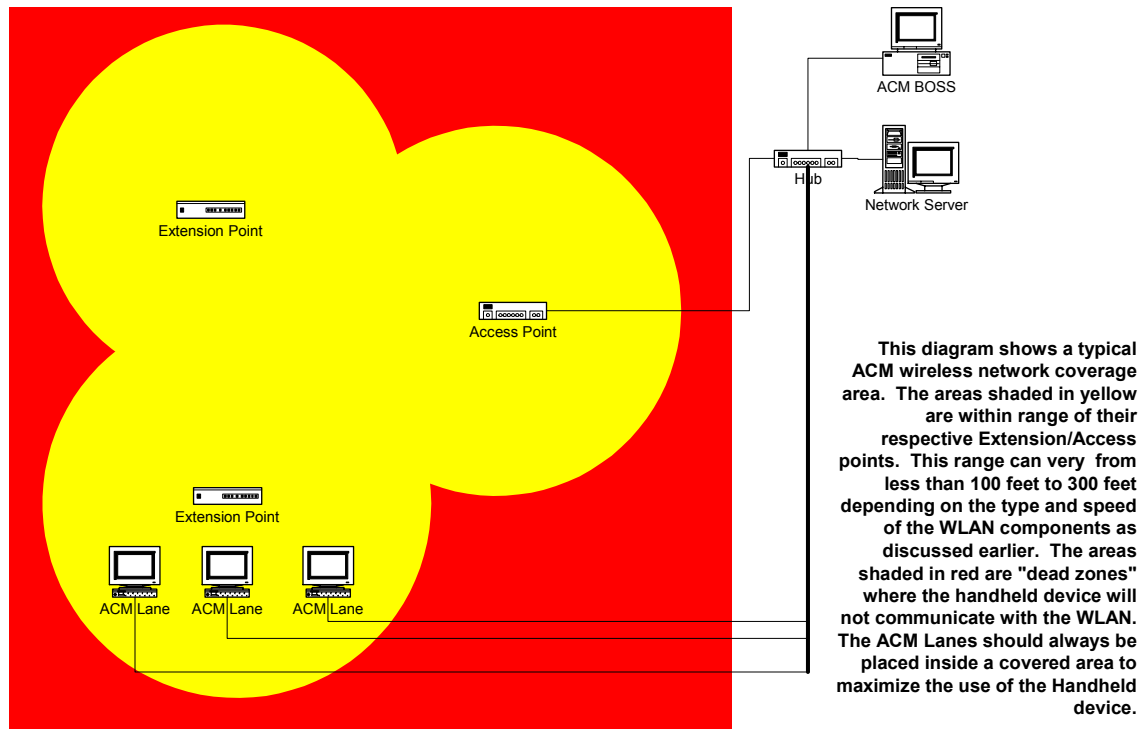 ACM BOSS
Hub
Network Server
Extension Point
Access Point
Extension Point
ACM Lane
ACM Lane
ACM Lane
This diagram shows a typical
ACM wireless network coverage
area. The areas shaded in yellow
are within range of their
respective Extension/Access
points. This range can very from
less than 100 feet to 300 feet
depending on the type and speed
of the WLAN components as
discussed earlier. The areas
shaded in red are "dead zones"
where the handheld device will
not communicate with the WLAN.
The ACM Lanes should always be
placed inside a covered area to
maximize the use of the Handheld
device.